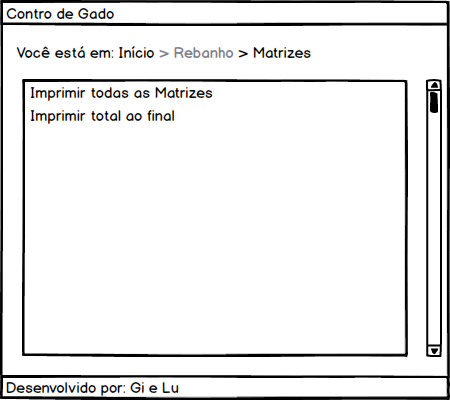 Contro de Gado
Você está em: Início > Rebanho > Matrizes
Imprimir todas as Matrizes
Imprimir total ao final
Desenvolvido por: Gi e Lu